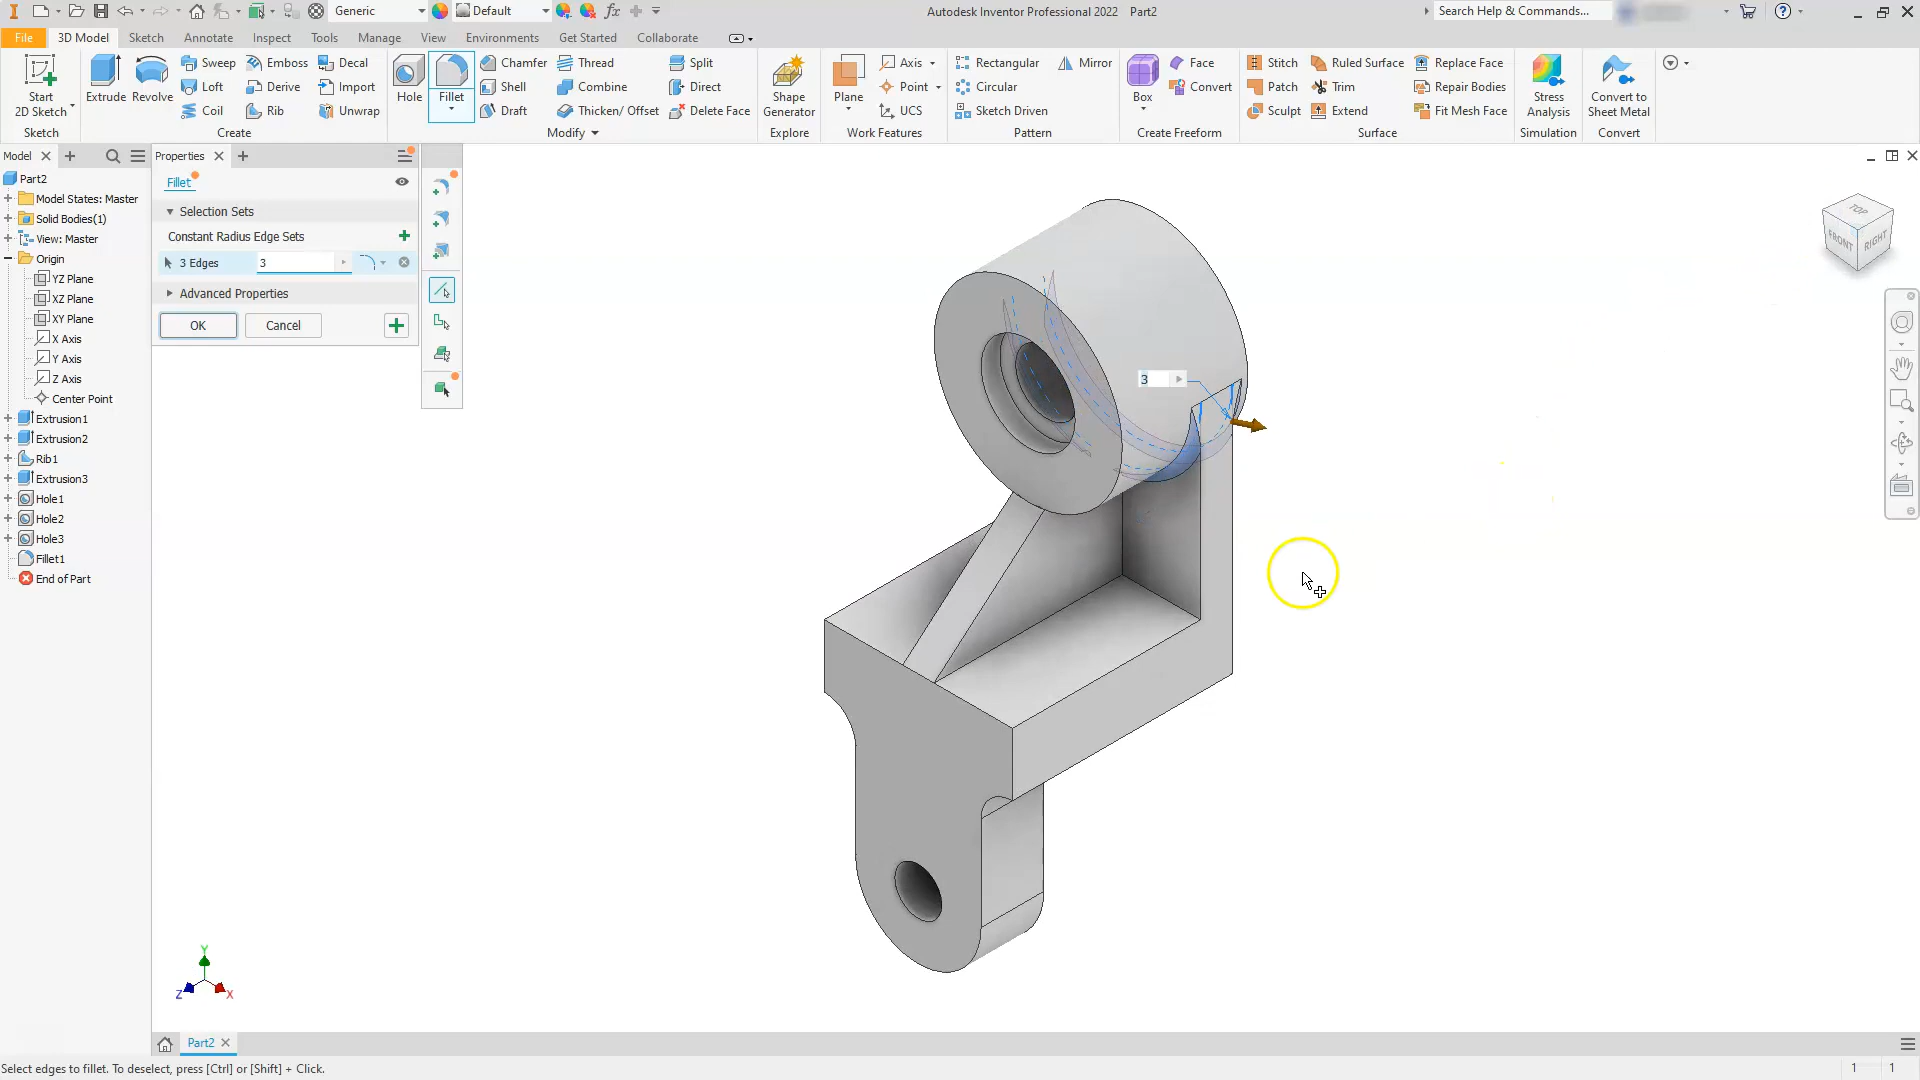 Generic
Default
fx
Autodesk Inventor Professional 2022 Part2
Search Help & Commands...
File
3D Model
Sketch
Annotate
Inspect
Tools
Manage
View
Environments
Get Started
Collaborate
Start
2D Sketch
Sketch
Extrude
Revolve
Sweep
Loft
Coil
Emboss
Derive
Rib
Decal
Import
Unwrap
Create
Hole
Fillet
Chamfer
Shell
Draft
Thread
Combine
Thicken/ Offset
Split
Direct
Delete Face
Modify
Shape
Generator
Explore
Plane
Axis
Point
UCS
Work Features
Rectangular
Circular
Sketch Driven
Mirror
Pattern
Box
Face
Convert
Create Freeform
Stitch
Patch
Sculpt
Ruled Surface
Trim
Extend
Replace Face
Repair Bodies
Fit Mesh Face
Surface
Stress
Analysis
Simulation
Convert to
Sheet Metal
Convert
Model
Part2
Model States: Master
Solid Bodies(1)
View: Master
Origin
YZ Plane
XZ Plane
XY Plane
X Axis
Y Axis
Z Axis
Center Point
Extrusion1
Extrusion2
Rib1
Extrusion3
Hole1
Hole2
Hole3
Fillet1
End of Part
Properties
Fillet
Selection Sets
Constant Radius Edge Sets
3 Edges
3
Advanced Properties
OK
Cancel
3
TOP
FRONT
RIGHT
Y
Z
X
Part2
Select edges to fillet. To deselect, press [Ctrl] or [Shift] + Click.
1
1